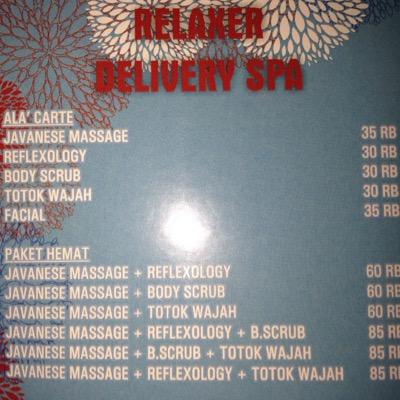 RELAXER
DELIVERY SPA
ALA' CARTE
JAVANESE MASSAGE 35 RB
REFLEXOLOGY 30 RB
BODY SCRUB 30 RB
TOTOK WAJAH 30 RB
FACIAL 35 RB
PAKET HEMAT
JAVANESE MASSAGE + REFLEXOLOGY 60 RB
JAVANESE MASSAGE + BODY SCRUB 60 RB
JAVANESE MASSAGE + TOTOK WAJAH 60 RB
JAVANESE MASSAGE + REFLEXOLOGY + B.SCRUB 85 RB
JAVANESE MASSAGE + B.SCRUB + TOTOK WAJAH 85 RB
JAVANESE MASSAGE + REFLEXOLOGY + TOTOK WAJAH 85 RB